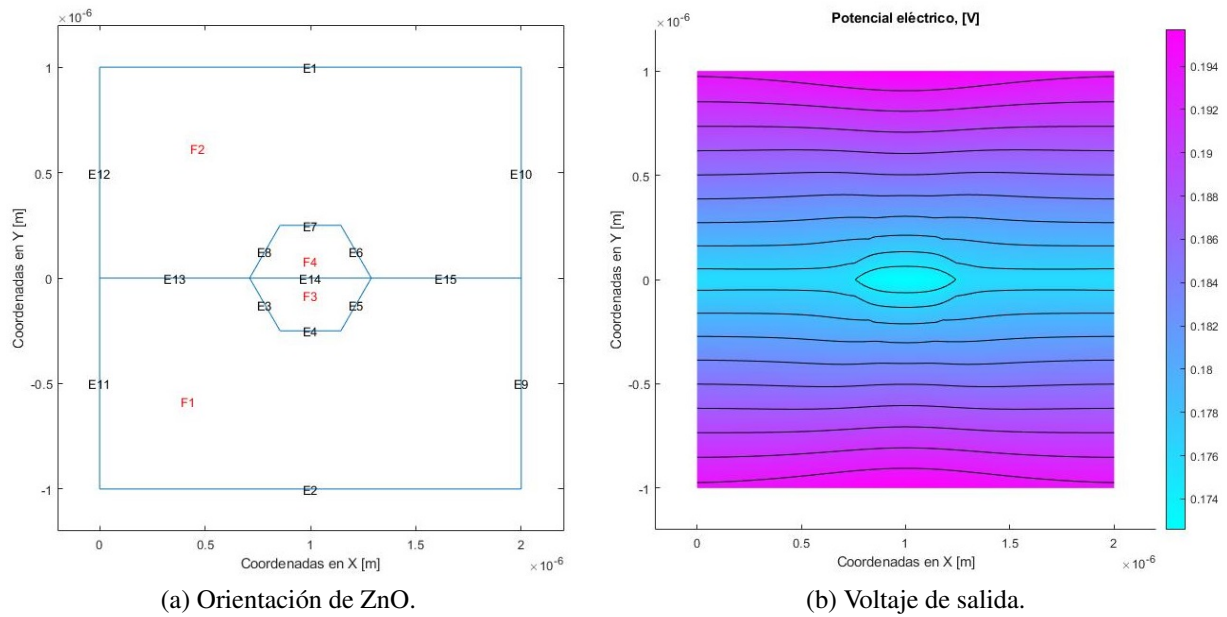 ×10⁻⁶
1
0.5
0
-0.5
-1
Coordenadas en Y [m]
E1
F2
E12
E10
E7
E8
E6
F4
E13
E14
E15
F3
E3
E5
E4
E11
E9
F1
E2
0
0.5
1
1.5
2
×10⁻⁶
Coordenadas en X [m]
(a) Orientación de ZnO.
Potencial eléctrico, [V]
×10⁻⁶
1
0.5
0
-0.5
-1
Coordenadas en Y [m]
0
0.5
1
1.5
2
×10⁻⁶
Coordenadas en X [m]
0.194
0.192
0.19
0.188
0.186
0.184
0.182
0.18
0.178
0.176
0.174
(b) Voltaje de salida.